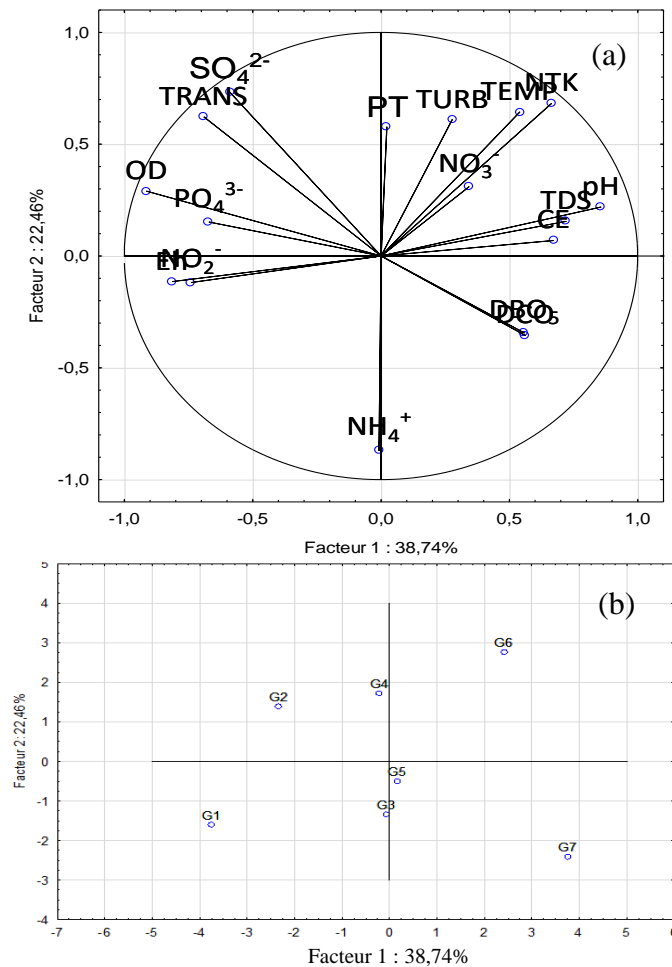 (a)
1,0
SO₄²⁻
TRANS
PT
TURB
TEMP
NTK
0,5
OD
PO₄³⁻
NO₃⁻
TDS
pH
CE
0,0
Eh
NO₂⁻
DBO₅
DCO
-0,5
NH₄⁺
-1,0
Facteur 2 : 22,46%
-1,0 -0,5 0,0 0,5 1,0
Facteur 1 : 38,74%
(b)
5
4
3
2
1
0
-1
-2
-3
-4
Facteur 2: 22,46%
G6
G4
G2
G5
G3
G1
G7
-7 -6 -5 -4 -3 -2 -1 0 1 2 3 4 5 6
Facteur 1 : 38,74%